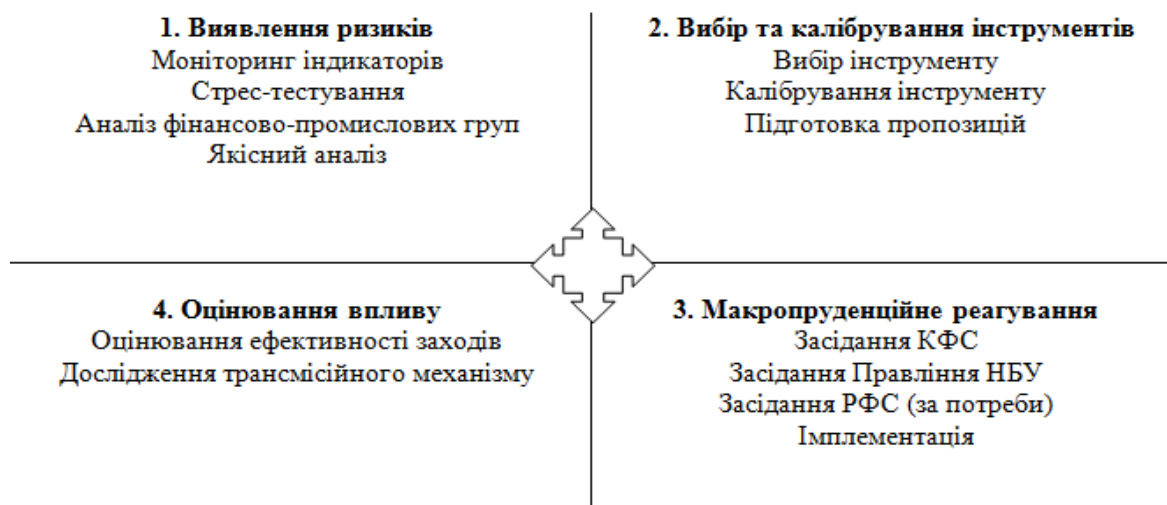 1. Виявлення ризиків
Моніторинг індикаторів
Стрес-тестування
Аналіз фінансово-промислових груп
Якісний аналіз
2. Вибір та калібрування інструментів
Вибір інструменту
Калібрування інструменту
Підготовка пропозицій
4. Оцінювання впливу
Оцінювання ефективності заходів
Дослідження трансмісійного механізму
3. Макропруденційне реагування
Засідання КФС
Засідання Правління НБУ
Засідання РФС (за потреби)
Імплементація